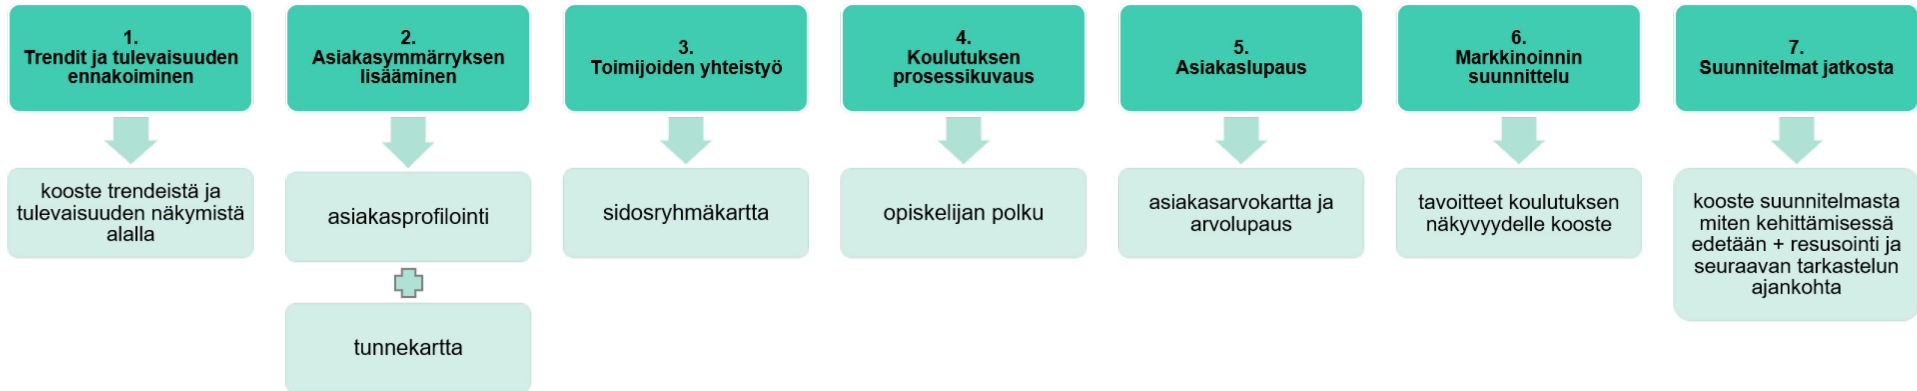 1.
Trendit ja tulevaisuuden
ennakoiminen
2.
Asiakasymmärryksen
lisääminen
3.
Toimijoiden yhteistyö
4.
Koulutuksen
prosessikuvaus
5.
Asiakaslupaus
6.
Markkinoinnin
suunnittelu
7.
Suunnitelmat jatkosta
kooste trendeistä ja
tulevaisuuden näkymistä
alalla
asiakasprofilointi
tunnekartta
sidosryhmäkartta
opiskelijan polku
asiakasarvokartta ja
arvolupaus
tavoitteet koulutuksen
näkyvyydelle kooste
kooste suunnitelmasta
miten kehittämisessä
edetään + resusointi ja
seuraavan tarkastelun
ajankohta